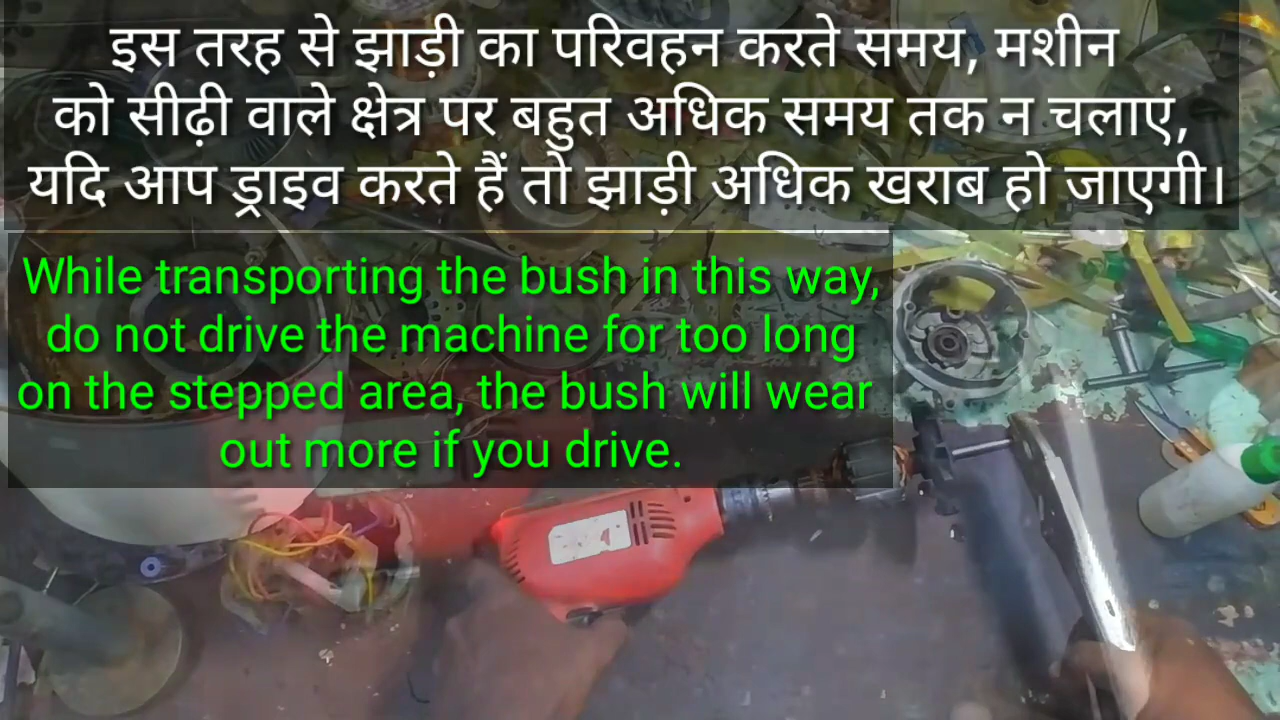 इस तरह से झाड़ी का परिवहन करते समय, मशीन
को सीढ़ी वाले क्षेत्र पर बहुत अधिक समय तक न चलाएं,
यदि आप ड्राइव करते हैं तो झाड़ी अधिक खराब हो जाएगी।
While transporting the bush in this way,
do not drive the machine for too long
on the stepped area, the bush will wear
out more if you drive.